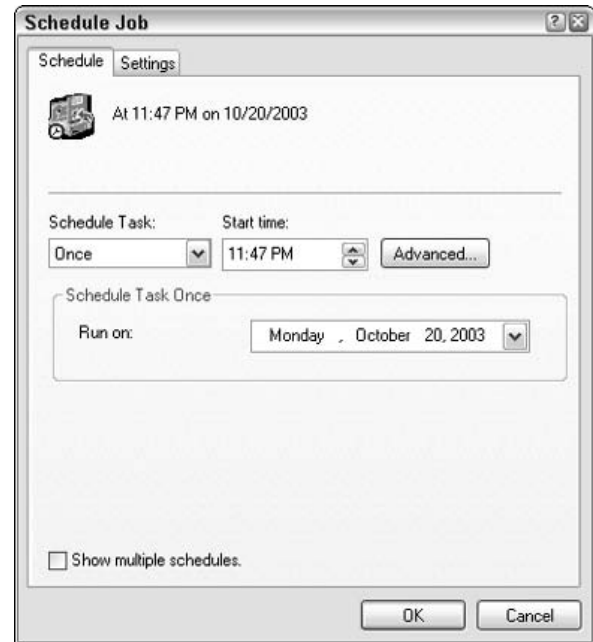 Schedule Job
Schedule Settings
At 11:47 PM on 10/20/2003
Schedule Task: Start time:
Once 11:47 PM Advanced...
Schedule Task Once
Run on: Monday , October 20, 2003
Show multiple schedules.
OK Cancel